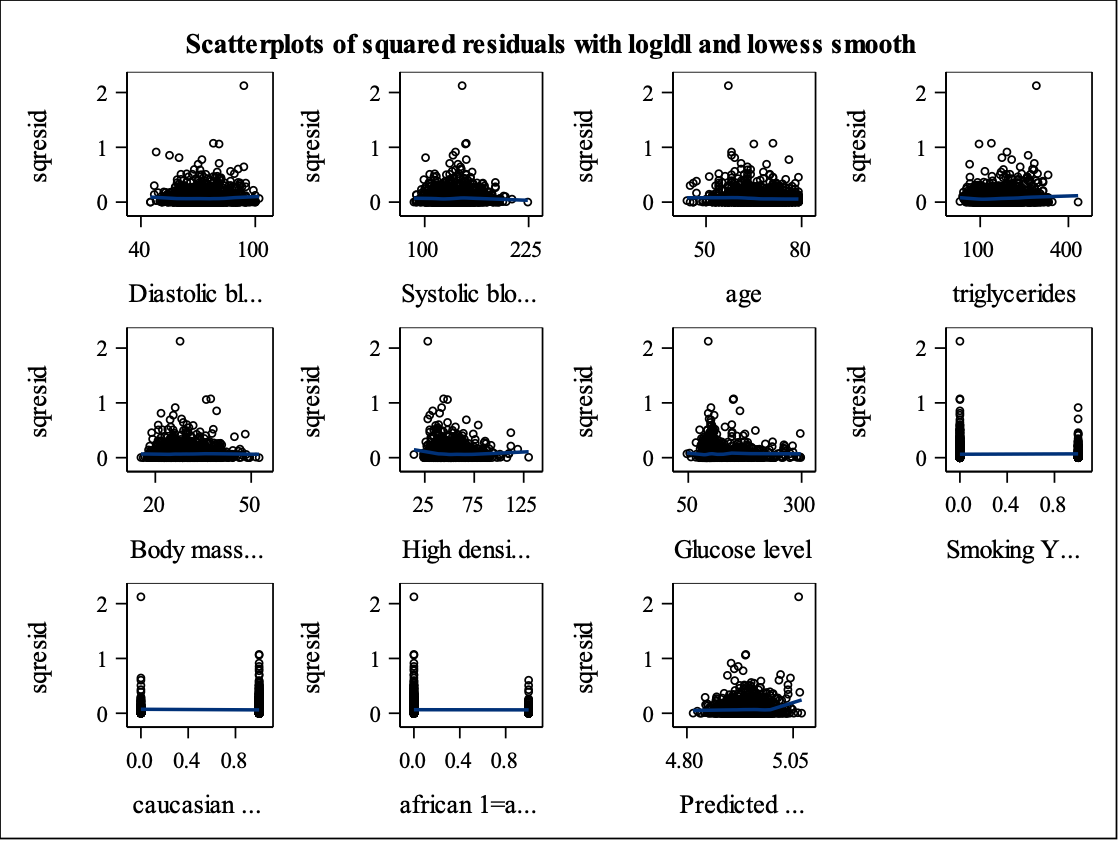 Scatterplots of squared residuals with logldl and lowess smooth
sqresid
2
1
0
40 100
Diastolic bl...
sqresid
2
1
0
100 225
Systolic blo...
sqresid
2
1
0
50 80
age
sqresid
2
1
0
100 400
triglycerides
sqresid
2
1
0
20 50
Body mass...
sqresid
2
1
0
25 75 125
High densi...
sqresid
2
1
0
50 300
Glucose level
sqresid
2
1
0
0.0 0.4 0.8
Smoking Y...
sqresid
2
1
0
0.0 0.4 0.8
caucasian ...
sqresid
2
1
0
0.0 0.4 0.8
african 1=a...
sqresid
2
1
0
4.80 5.05
Predicted ...